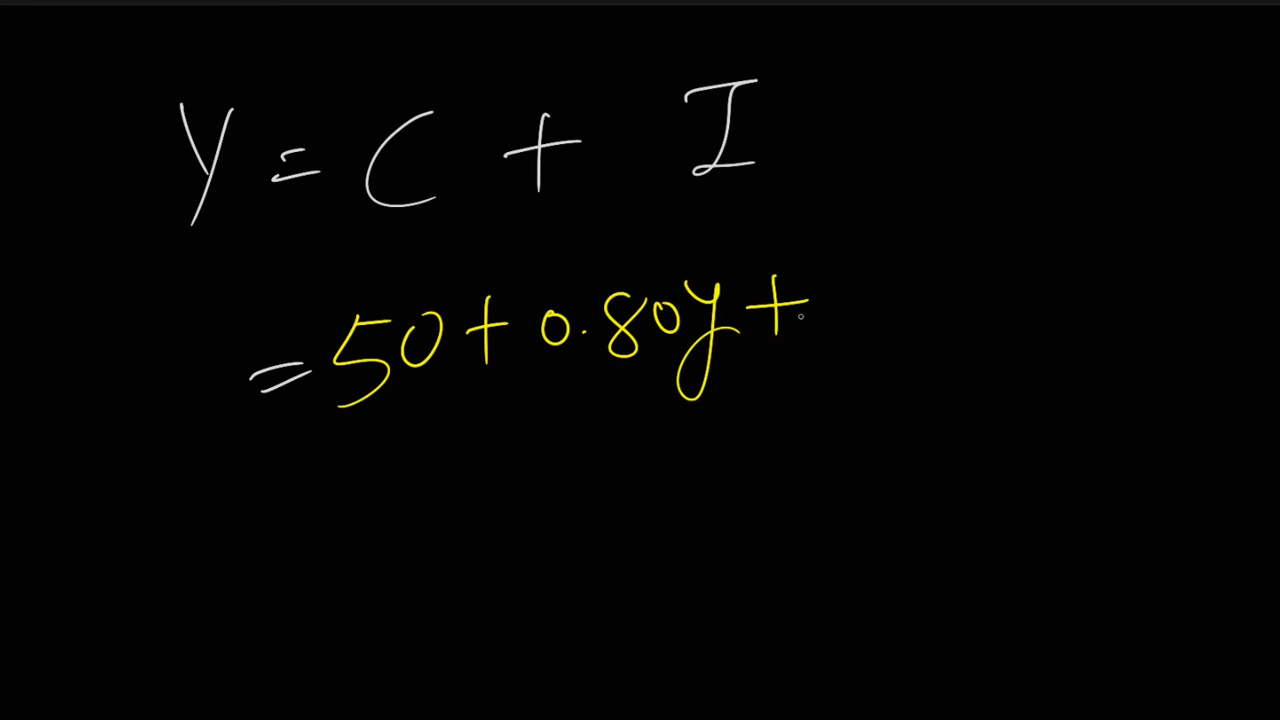 Y = C + I
= 50 + 0.80y +